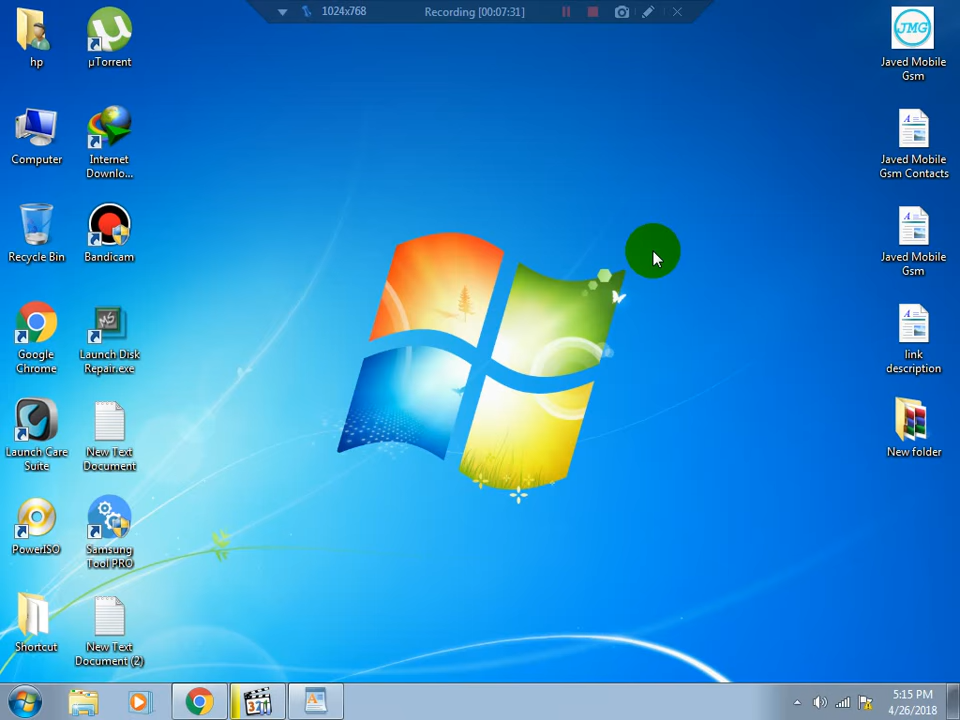 1024x768
Recording [00:07:31]
hp
µTorrent
JMG
Javed Mobile
Gsm
Computer
Internet
Downlo...
Javed Mobile
Gsm Contacts
Recycle Bin
Bandicam
Javed Mobile
Gsm
Google
Chrome
Launch Disk
Repair.exe
link
description
Launch Care
Suite
New Text
Document
New folder
PowerISO
Samsung
Tool PRO
Shortcut
New Text
Document (2)
321
5:15 PM
4/26/2018